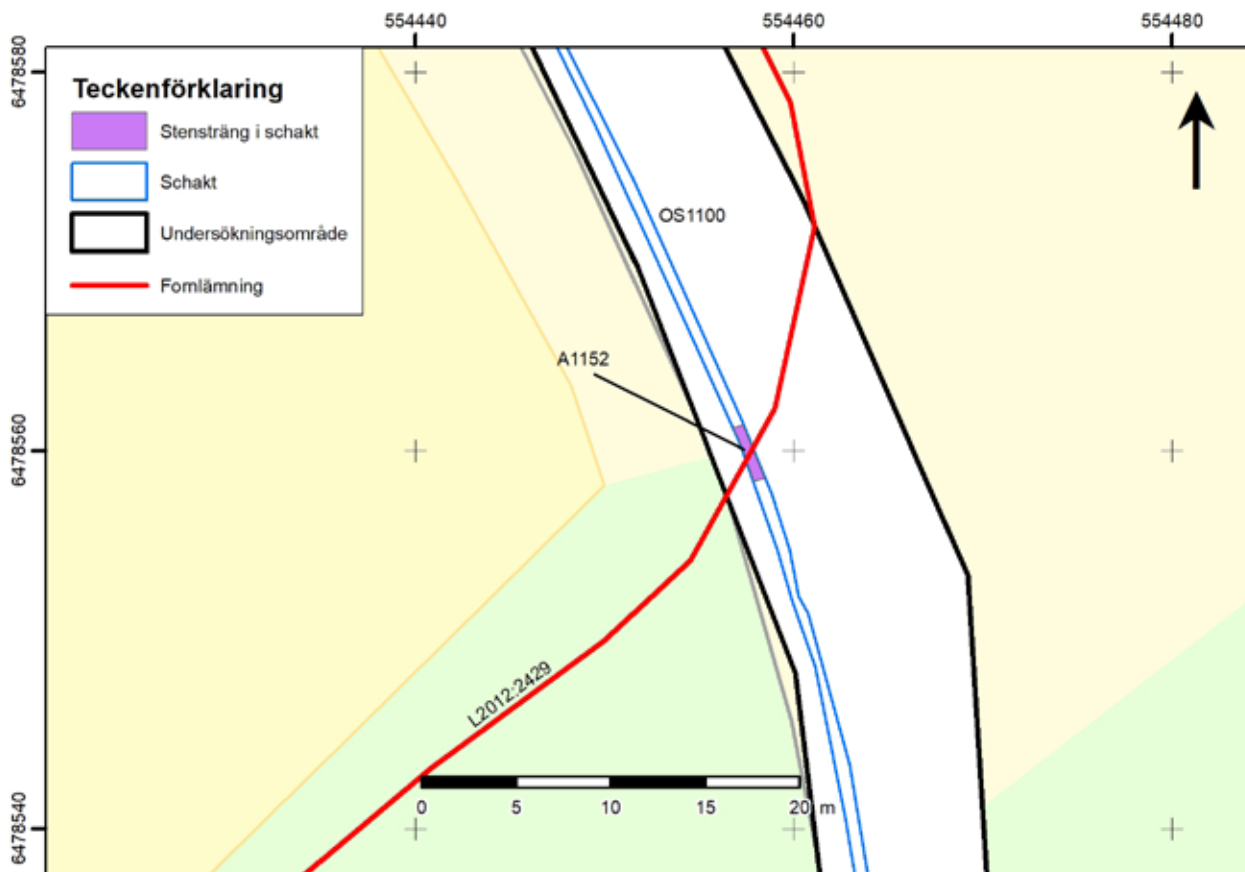 554440
554460
554480
6478580
6478560
6478540
Teckenförklaring
Stensträng i schakt
Schakt
Undersökningsområde
Fornlämning
OS1100
A1152
L2012:2429
0 5 10 15 20 m